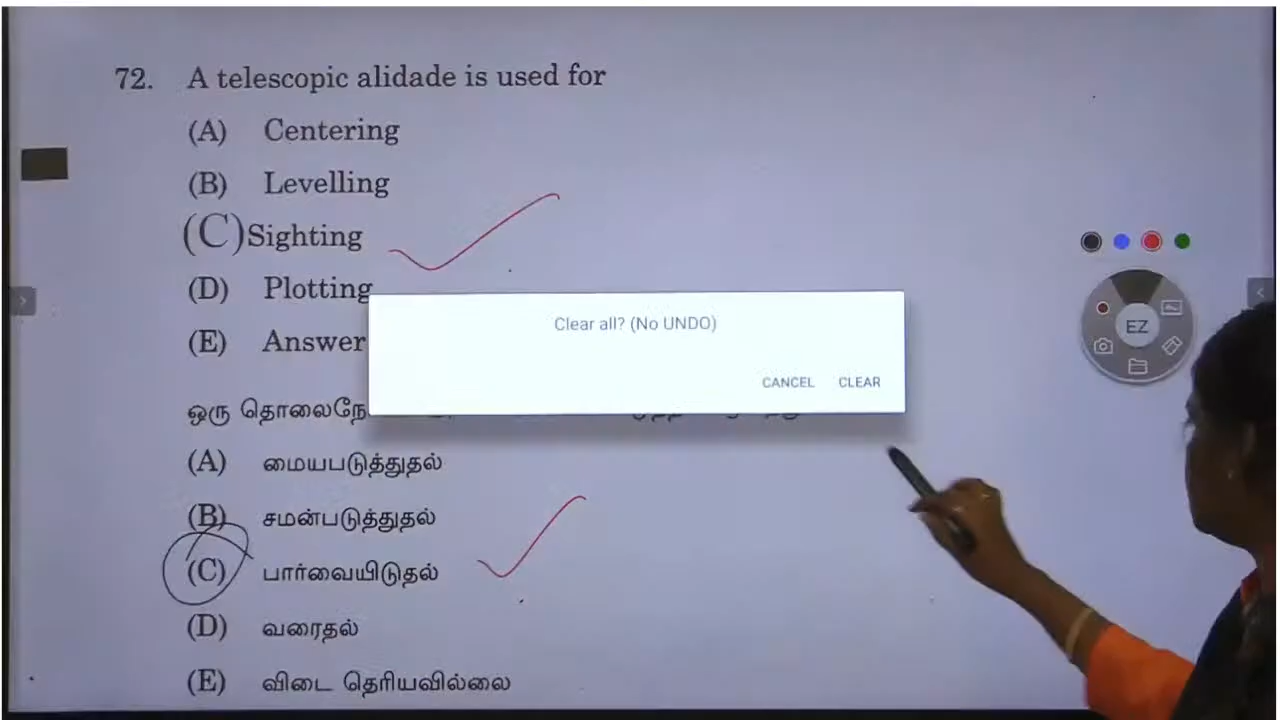 72. A telescopic alidade is used for
(A) Centering
(B) Levelling
(C) Sighting
(D) Plotting
(E) Answer
Clear all? (No UNDO)
CANCEL CLEAR
ஒரு
(A) மையபடுத்துதல்
(B) சமன்படுத்துதல்
(C) பார்வையிடுதல்
(D) வரைதல்
(E) விடை தெரியவில்லை
EZ